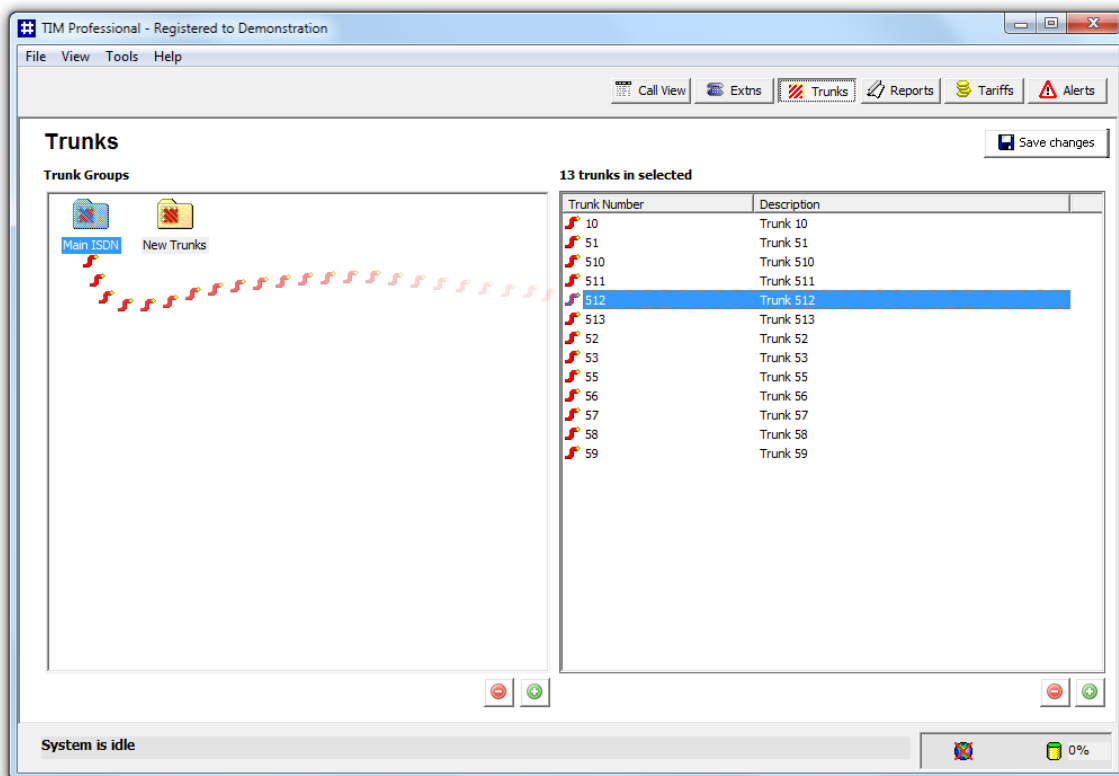 TIM Professional - Registered to Demonstration
File View Tools Help
Call View Extns Trunks Reports Tariffs Alerts
Trunks
Save changes
Trunk Groups
Main ISDN New Trunks
13 trunks in selected
Trunk Number Description
10 Trunk 10
51 Trunk 51
510 Trunk 510
511 Trunk 511
512 Trunk 512
513 Trunk 513
52 Trunk 52
53 Trunk 53
55 Trunk 55
56 Trunk 56
57 Trunk 57
58 Trunk 58
59 Trunk 59
System is idle
0%